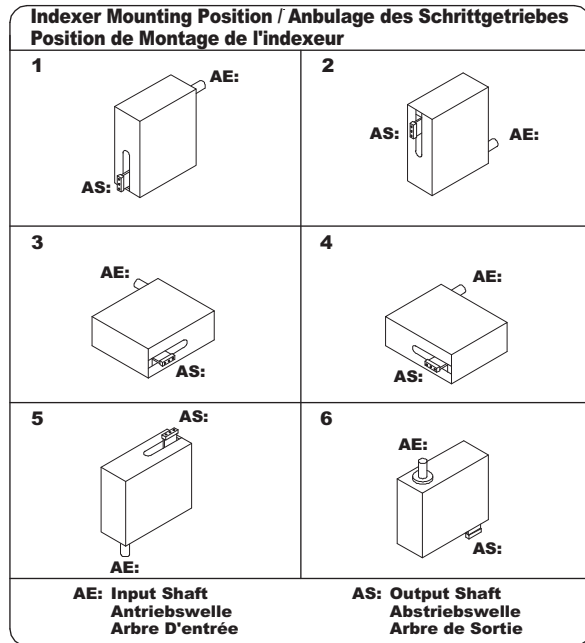 Indexer Mounting Position / Anbulage des Schrittgetriebes
Position de Montage de l'indexeur
1
AE:
AS:
2
AS:
AE:
3
AE:
AS:
4
AE:
AS:
5
AS:
AE:
6
AE:
AS:
AE: Input Shaft
Antriebswelle
Arbre D'entrée
AS: Output Shaft
Abstriebswelle
Arbre de Sortie